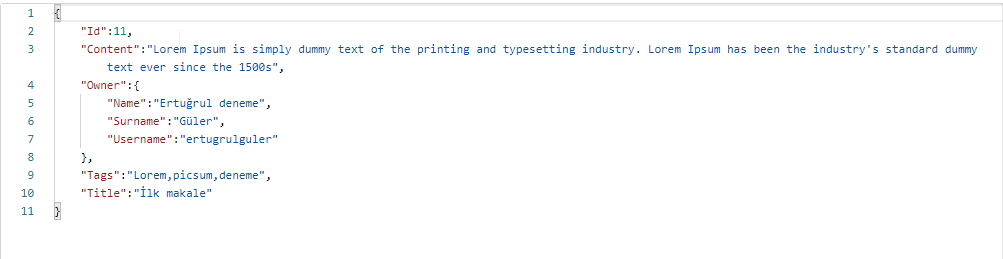 1 {
2 "Id":11,
3 "Content":"Lorem Ipsum is simply dummy text of the printing and typesetting industry. Lorem Ipsum has been the industry's standard dummy
text ever since the 1500s",
4 "Owner":{
5 "Name":"Ertuğrul deneme",
6 "Surname":"Güler",
7 "Username":"ertugrulguler"
8 },
9 "Tags":"Lorem,picsum,deneme",
10 "Title":"İlk makale"
11 }